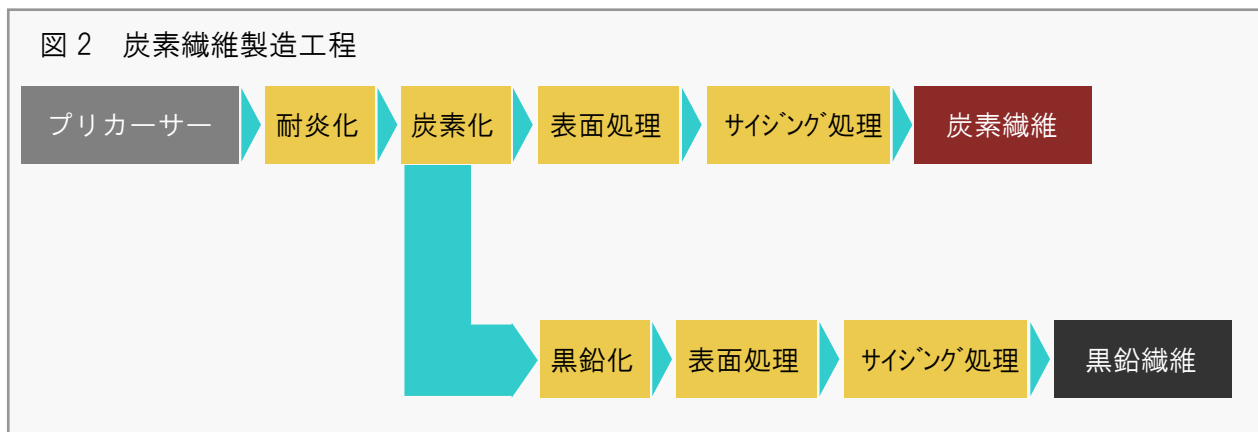 図2 炭素繊維製造工程
プリカーサー 耐炎化 炭素化 表面処理 サイジング処理 炭素繊維
黒鉛化 表面処理 サイジング処理 黒鉛繊維